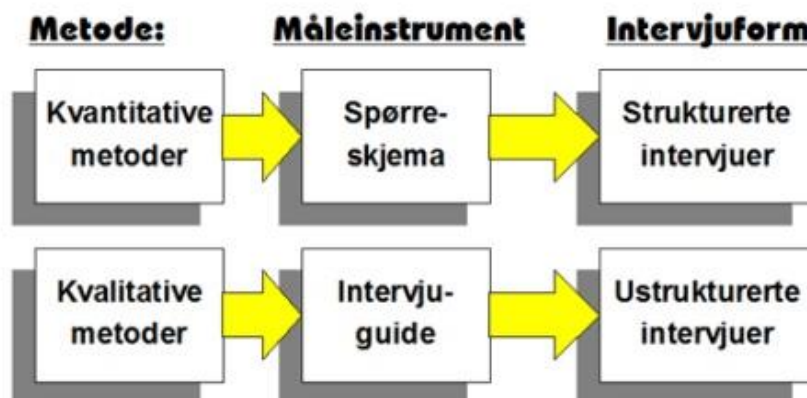 Metode: Måleinstrument Intervjuform
Kvantitative Spørre- Strukturerte
metoder skjema intervjuer
Kvalitative Intervju- Ustrukturerte
metoder guide intervjuer